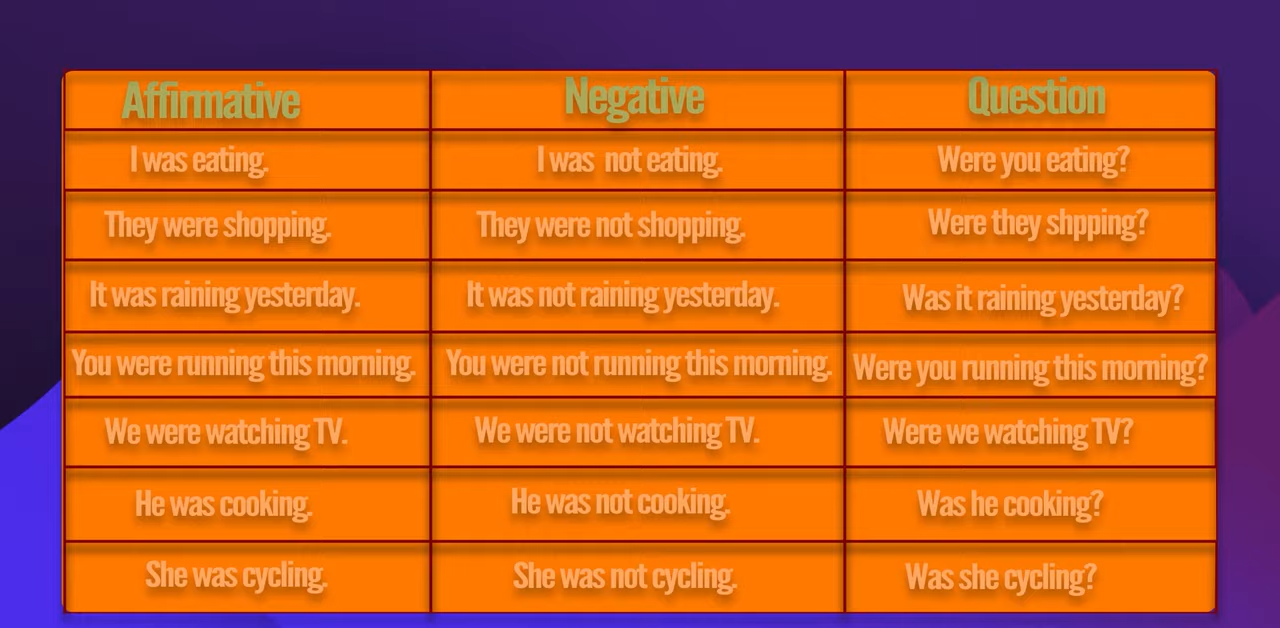 Affirmative Negative Question
I was eating. I was not eating. Were you eating?
They were shopping. They were not shopping. Were they shpping?
It was raining yesterday. It was not raining yesterday. Was it raining yesterday?
You were running this morning. You were not running this morning. Were you running this morning?
We were watching TV. We were not watching TV. Were we watching TV?
He was cooking. He was not cooking. Was he cooking?
She was cycling. She was not cycling. Was she cycling?